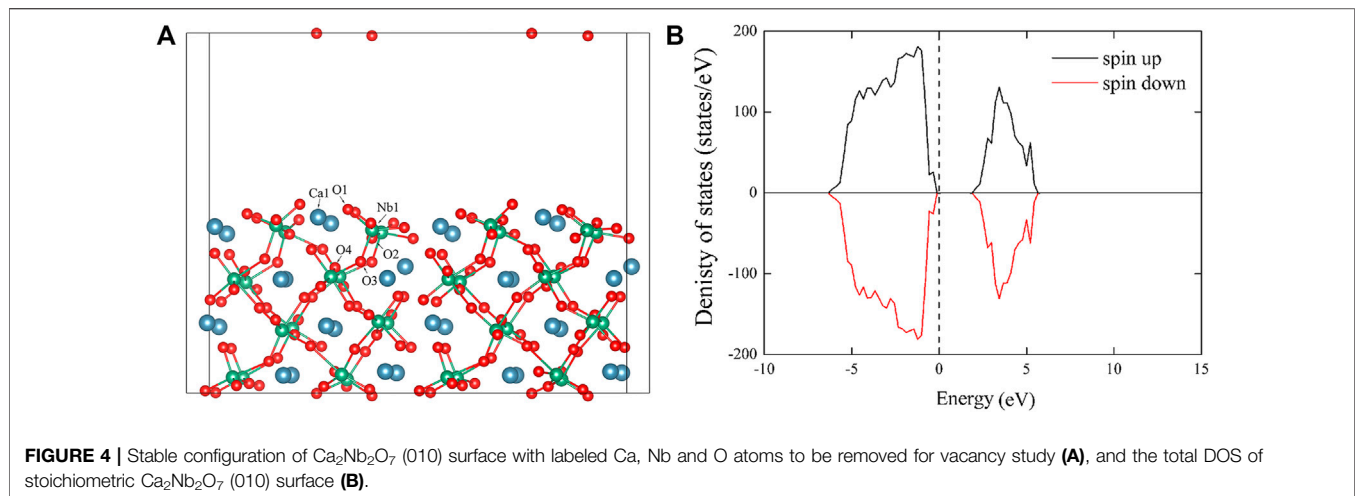 A
Ca1
O1
Nb1
O4
O2
O3
B
Denisty of states (states/eV)
200
100
0
-100
-200
spin up
spin down
-10
-5
0
5
10
15
Energy (eV)
FIGURE 4 | Stable configuration of Ca₂Nb₂O₇ (010) surface with labeled Ca, Nb and O atoms to be removed for vacancy study (A), and the total DOS of
stoichiometric Ca₂Nb₂O₇ (010) surface (B).